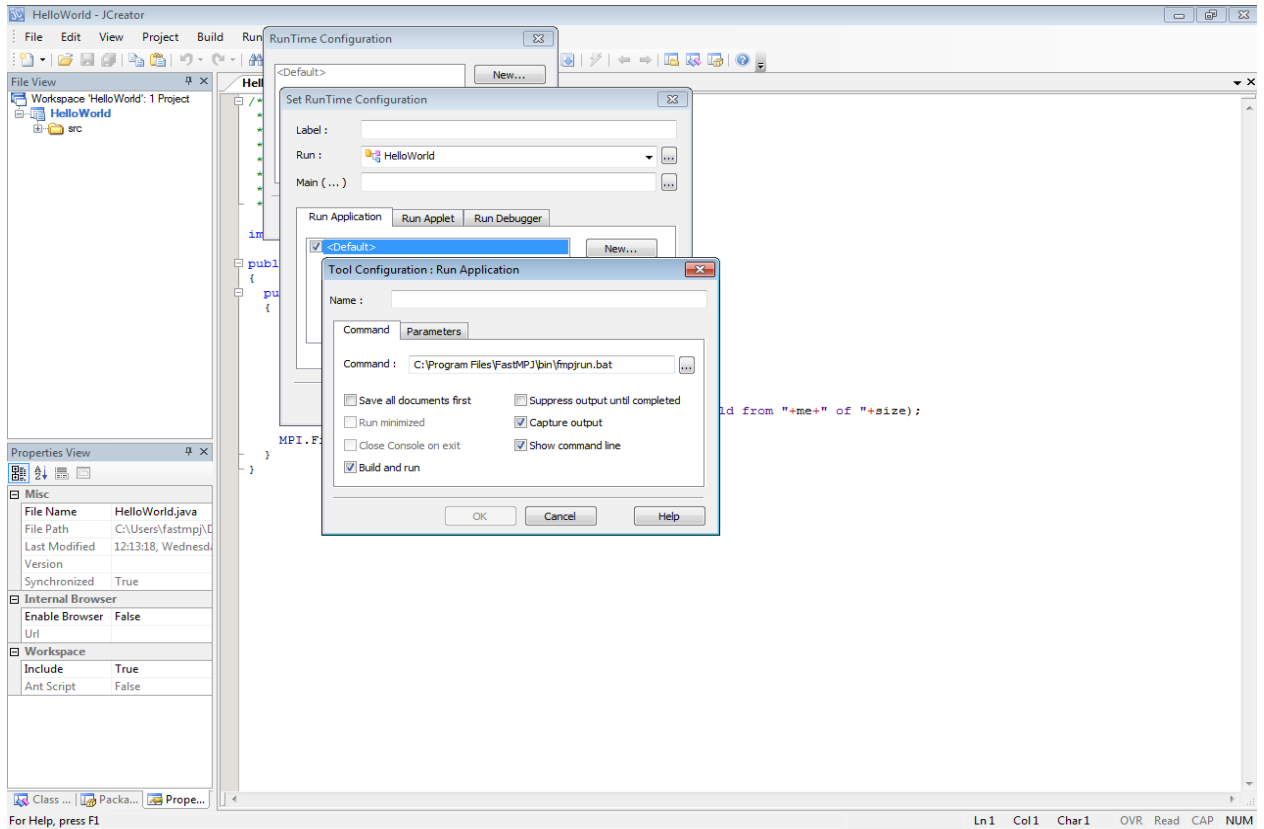 HelloWorld - JCreator
File Edit View Project Build Run
RunTime Configuration
<Default>
New...
File View
Workspace 'HelloWorld': 1 Project
HelloWorld
src
Hel
/*
*
*
*
*
*
*
*
im
publ
{
pu
{
ld from "+me+" of "+size);
MPI.F
}
}
Set RunTime Configuration
Label :
Run : HelloWorld ...
Main ( ... ) ...
Run Application Run Applet Run Debugger
<Default> New...
Tool Configuration : Run Application
Name :
Command Parameters
Command : C:\Program Files\FastMPJ\bin\fmpjrun.bat ...
Save all documents first Suppress output until completed
Run minimized Capture output
Close Console on exit Show command line
Build and run
OK Cancel Help
Properties View
Misc
File Name HelloWorld.java
File Path C:\Users\fastmpj\D
Last Modified 12:13:18, Wednesd
Version
Synchronized True
Internal Browser
Enable Browser False
Url
Workspace
Include True
Ant Script False
Class ... Packa... Prope...
For Help, press F1 Ln 1 Col 1 Char 1 OVR Read CAP NUM